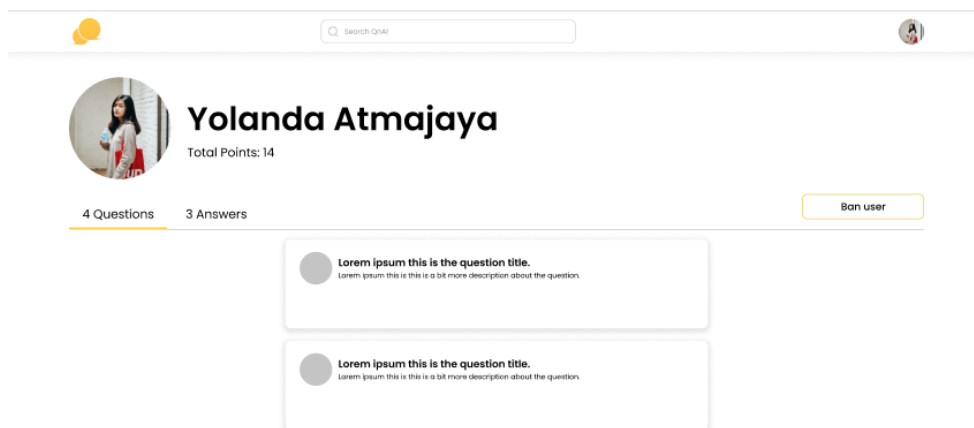 Search QnAI
Yolanda Atmajaya
Total Points: 14
4 Questions
3 Answers
Ban user
Lorem ipsum this is the question title.
Lorem ipsum this is this is a bit more description about the question.
Lorem ipsum this is the question title.
Lorem ipsum this is this is a bit more description about the question.